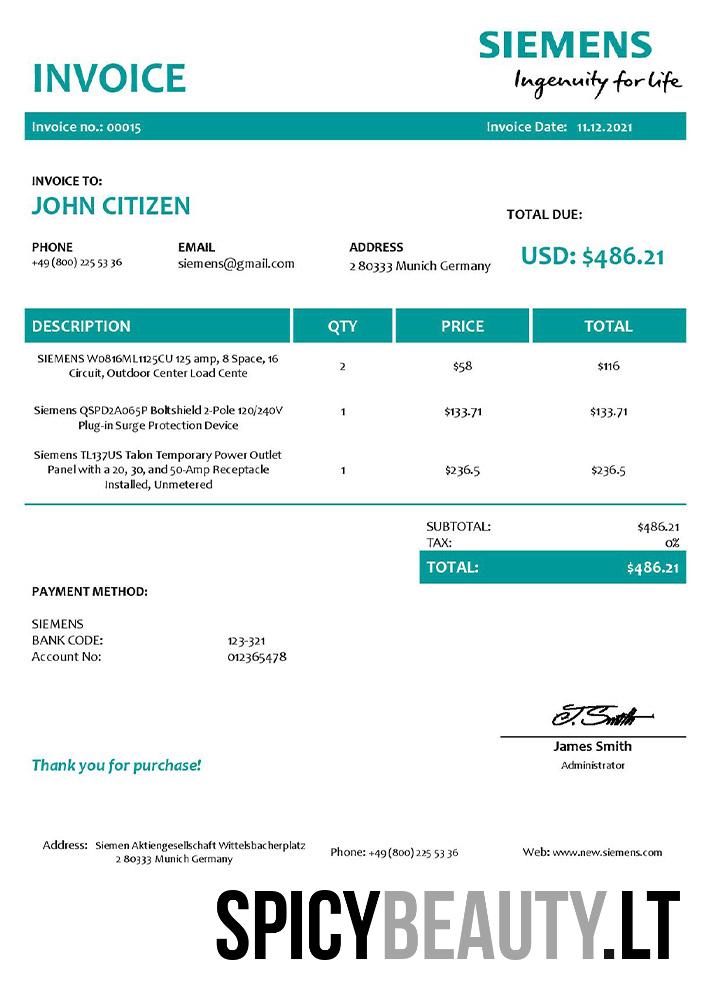 SIEMENS
Ingenuity for life
INVOICE
Invoice no.: 00015 Invoice Date: 11.12.2021
INVOICE TO:
JOHN CITIZEN
TOTAL DUE:
PHONE EMAIL ADDRESS
+49 (800) 225 53 36 siemens@gmail.com 2 80333 Munich Germany
USD: $486.21
DESCRIPTION QTY PRICE TOTAL
SIEMENS W0816ML1125CU 125 amp, 8 Space, 16
Circuit, Outdoor Center Load Cente
2 $58 $116
Siemens QSPD2A065P Boltshield 2-Pole 120/240V
Plug-in Surge Protection Device
1 $133.71 $133.71
Siemens TL137US Talon Temporary Power Outlet
Panel with a 20, 30, and 50-Amp Receptacle
Installed, Unmetered
1 $236.5 $236.5
SUBTOTAL: $486.21
TAX: 0%
TOTAL: $486.21
PAYMENT METHOD:
SIEMENS
BANK CODE: 123-321
Account No: 012365478
J. Smith
James Smith
Administrator
Thank you for purchase!
Address: Siemen Aktiengesellschaft Wittelsbacherplatz
2 80333 Munich Germany
Phone: +49 (800) 225 53 36
Web: www.new.siemens.com
SPICYBEAUTY.LT